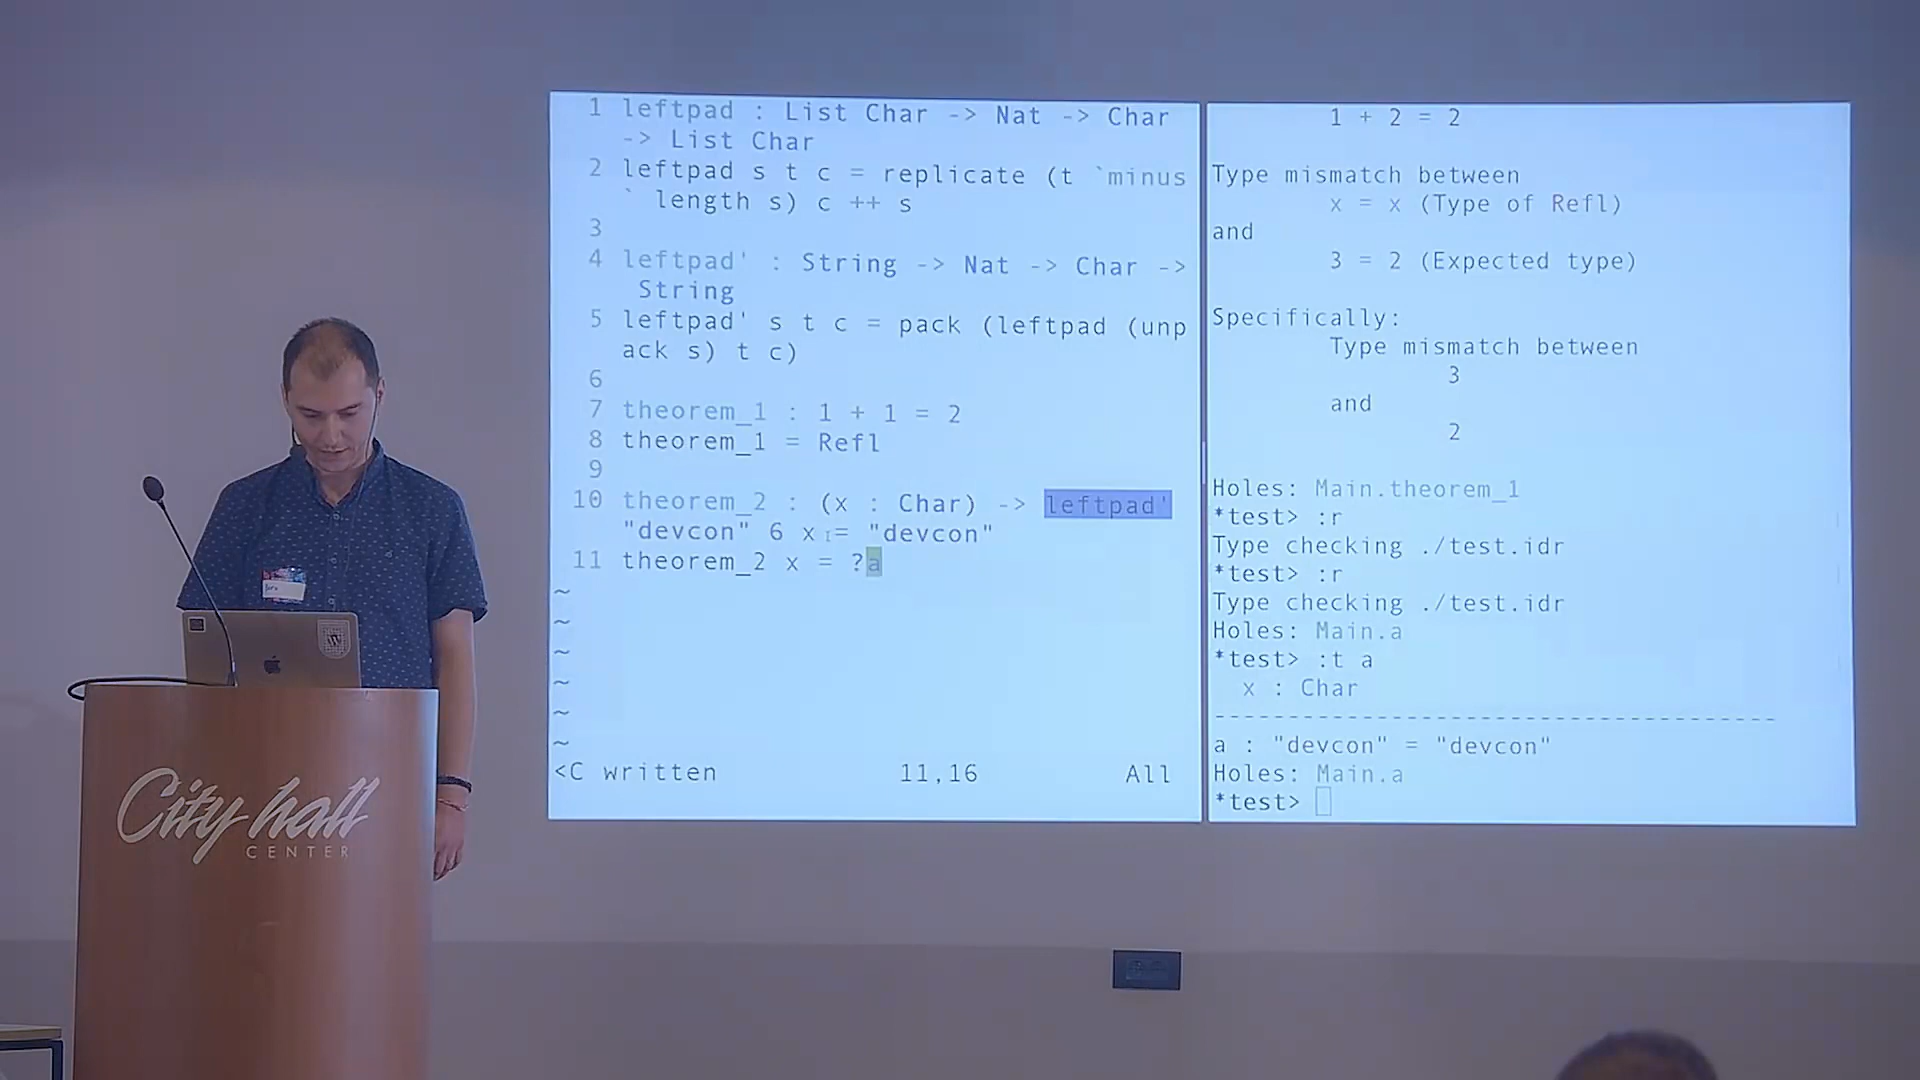 1 leftpad : List Char -> Nat -> Char
-> List Char
2 leftpad s t c = replicate (t `minus
` length s) c ++ s
3
4 leftpad' : String -> Nat -> Char ->
String
5 leftpad' s t c = pack (leftpad (unp
ack s) t c)
6
7 theorem_1 : 1 + 1 = 2
8 theorem_1 = Refl
9
10 theorem_2 : (x : Char) -> leftpad'
"devcon" 6 x = "devcon"
11 theorem_2 x = ?a
~
~
~
~
~
~
<C written 11,16 All
1 + 2 = 2
Type mismatch between
x = x (Type of Refl)
and
3 = 2 (Expected type)
Specifically:
Type mismatch between
3
and
2
Holes: Main.theorem_1
*test> :r
Type checking ./test.idr
*test> :r
Type checking ./test.idr
Holes: Main.a
*test> :t a
x : Char
--------------------------------------
a : "devcon" = "devcon"
Holes: Main.a
*test>
City hall
CENTER